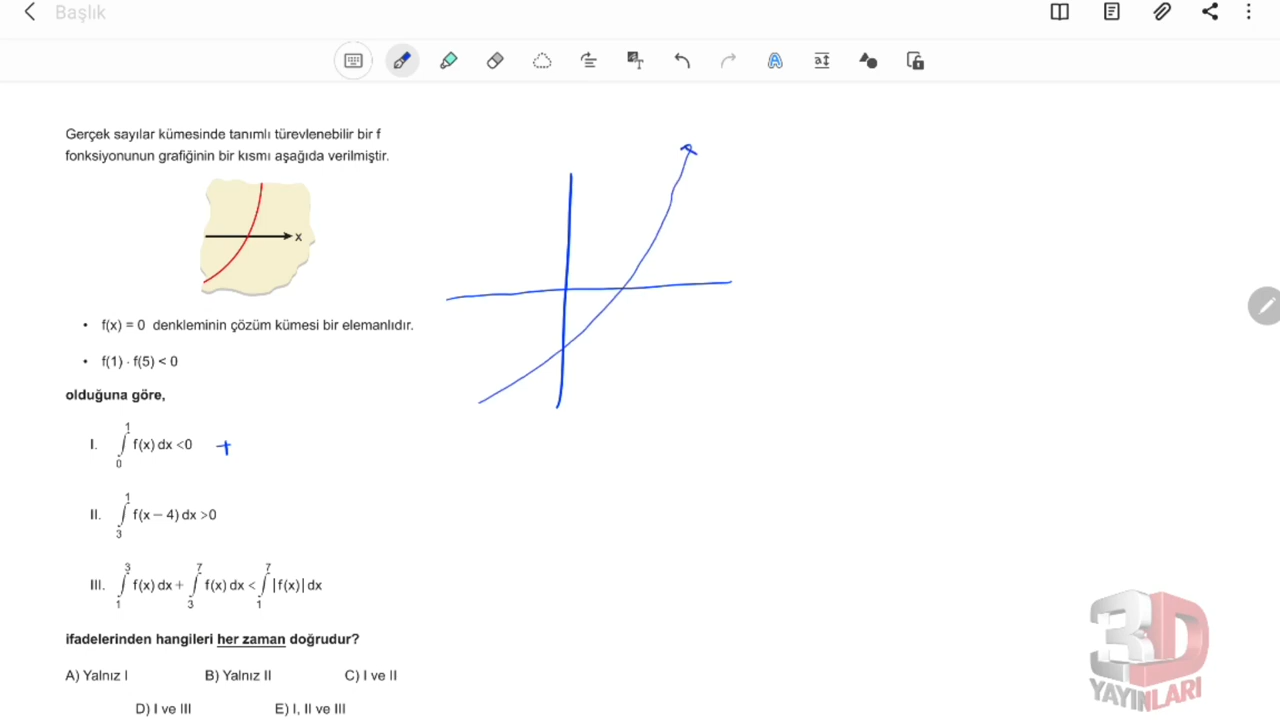 Başlık
Gerçek sayılar kümesinde tanımlı türevlenebilir bir f
fonksiyonunun grafiğinin bir kısmı aşağıda verilmiştir.
x
• f(x) = 0 denkleminin çözüm kümesi bir elemanlıdır.
• f(1) · f(5) < 0
olduğuna göre,
I. ∫₀¹ f(x) dx <0 +
II. ∫₃¹ f(x – 4) dx >0
III. ∫₁³ f(x) dx + ∫₃⁷ f(x) dx < ∫₁⁷ |f(x)| dx
ifadelerinden hangileri her zaman doğrudur?
A) Yalnız I B) Yalnız II C) I ve II
D) I ve III E) I, II ve III
3D
YAYINLARI